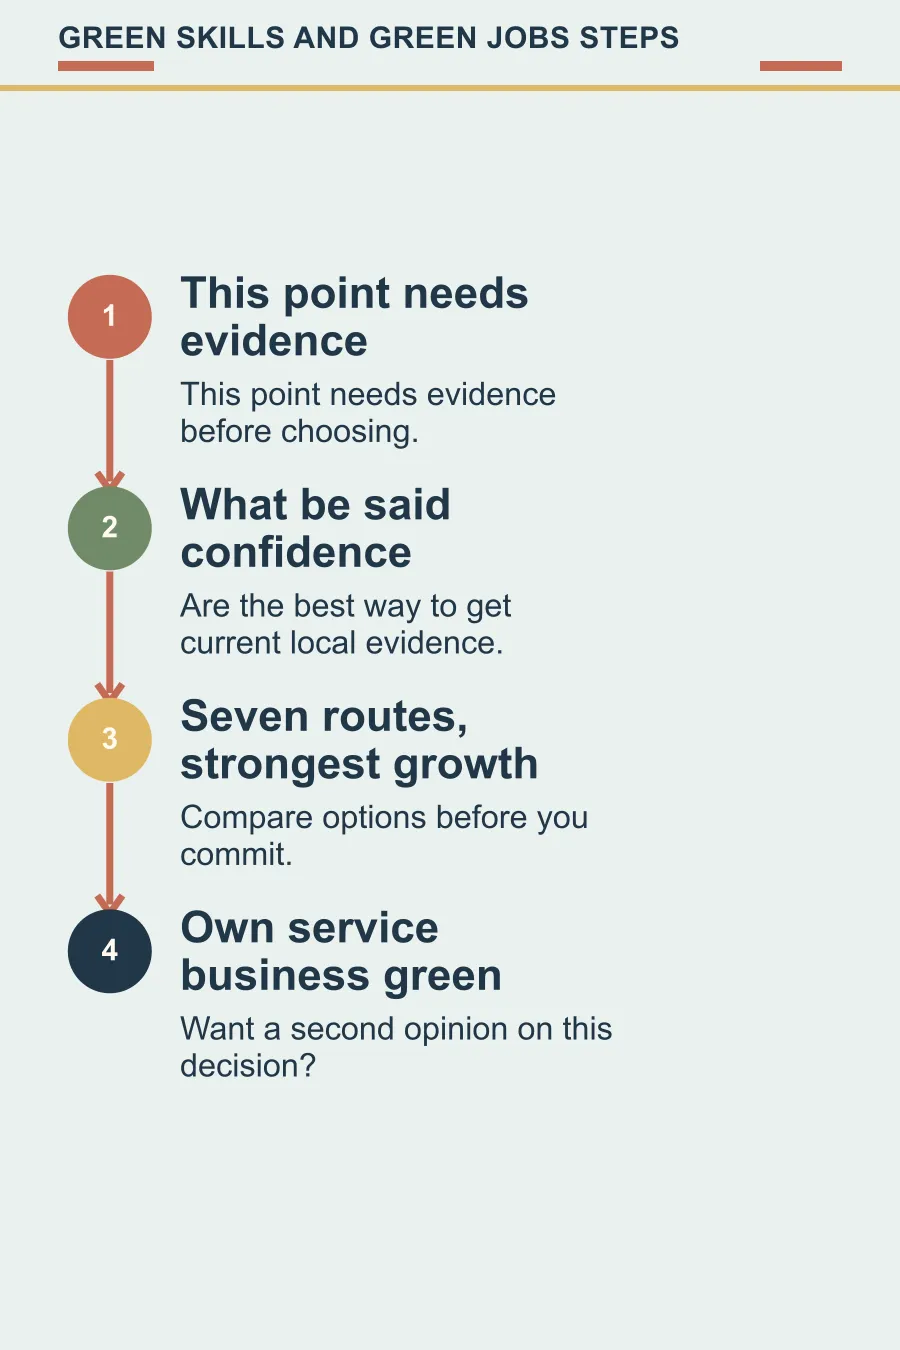 GREEN SKILLS AND GREEN JOBS STEPS
1
This point needs
evidence
This point needs evidence
before choosing.
2
What be said
confidence
Are the best way to get
current local evidence.
3
Seven routes,
strongest growth
Compare options before you
commit.
4
Own service
business green
Want a second opinion on this
decision?